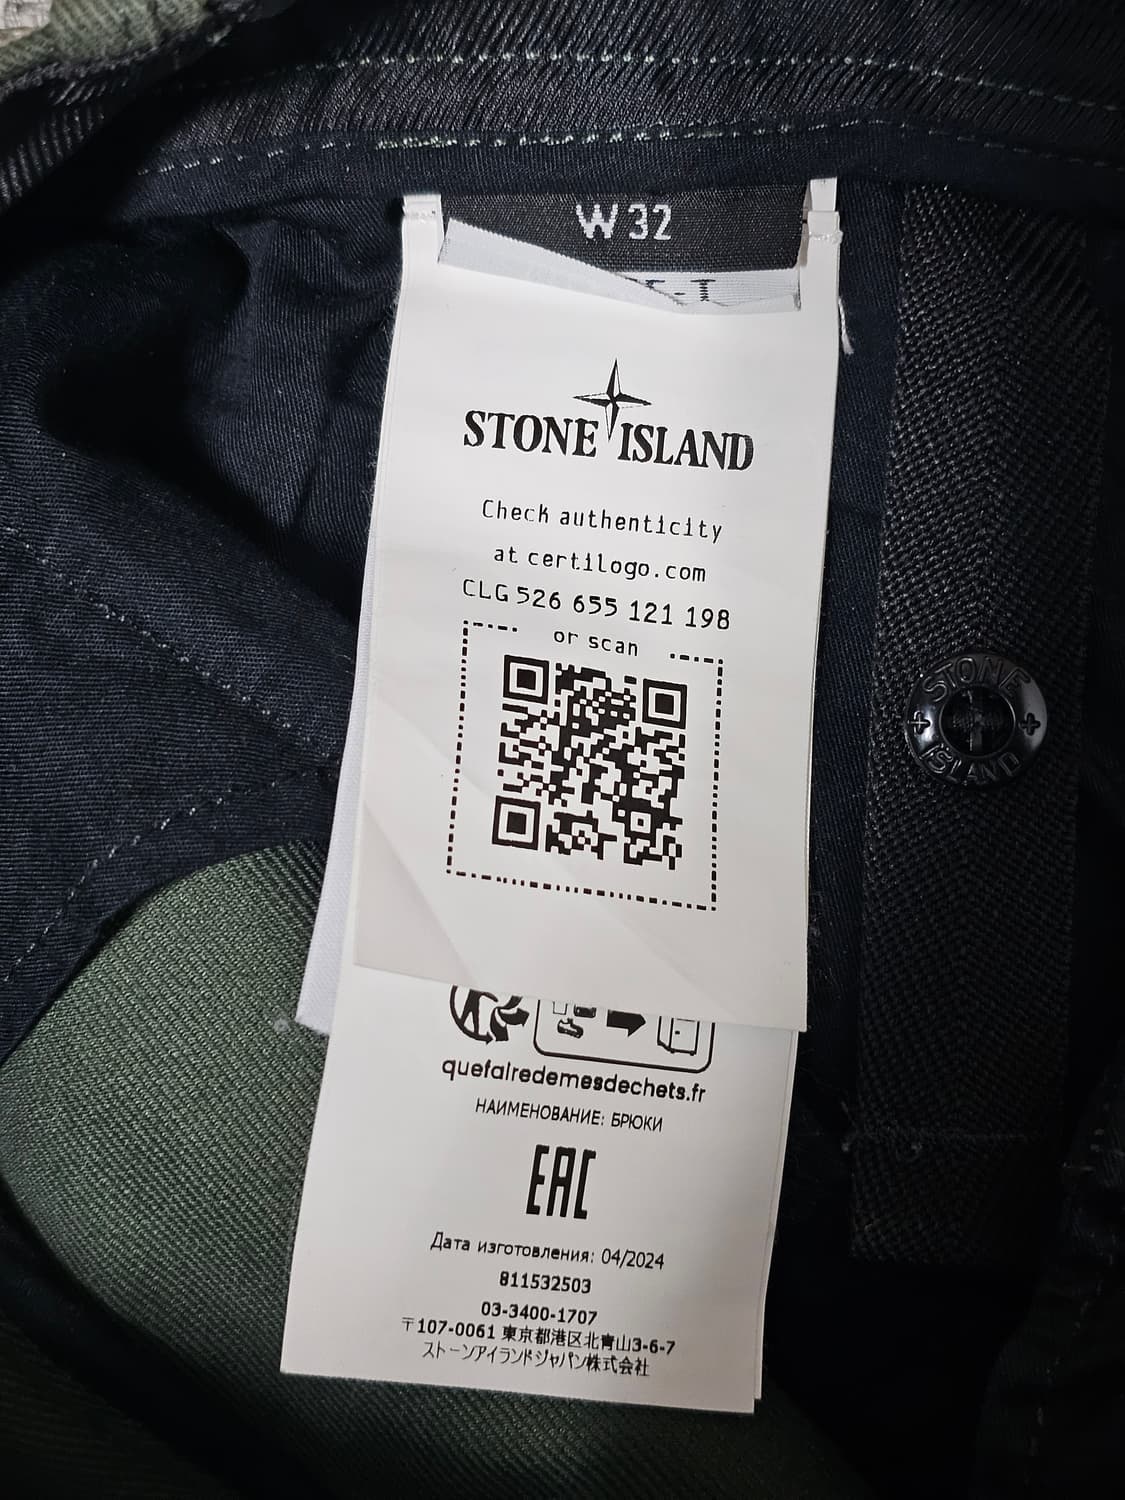 W 32
STONE ISLAND
Check authenticity
at certilogo.com
CLG 526 655 121 198
or scan
STONE
ISLAND
quefairedemesdechets.fr
НАИМЕНОВАНИЕ: БРЮКИ
EAC
Дата изготовления: 04/2024
811532503
03-3400-1707
〒107-0061 東京都港区北青山3-6-7
ストーンアイランドジャパン株式会社